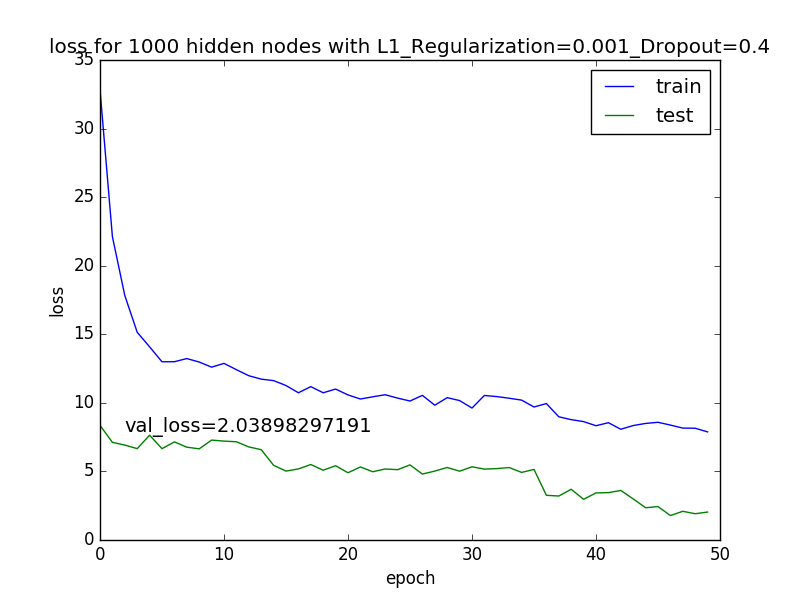 loss for 1000 hidden nodes with L1_Regularization=0.001_Dropout=0.4
35
30
25
20
15
10
5
0
loss
train
test
val_loss=2.03898297191
0 10 20 30 40 50
epoch